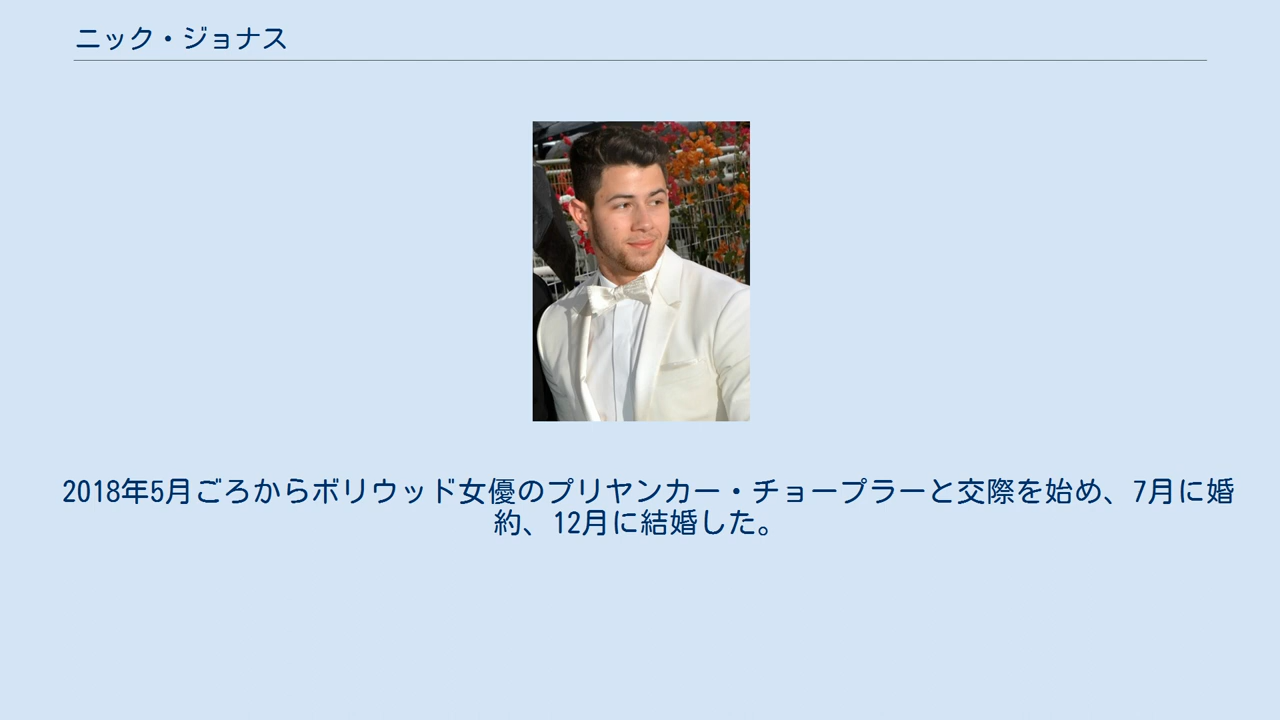 ニック・ジョナス
2018年5月ごろからボリウッド女優のプリヤンカー・チョープラーと交際を始め、7月に婚
約、12月に結婚した。